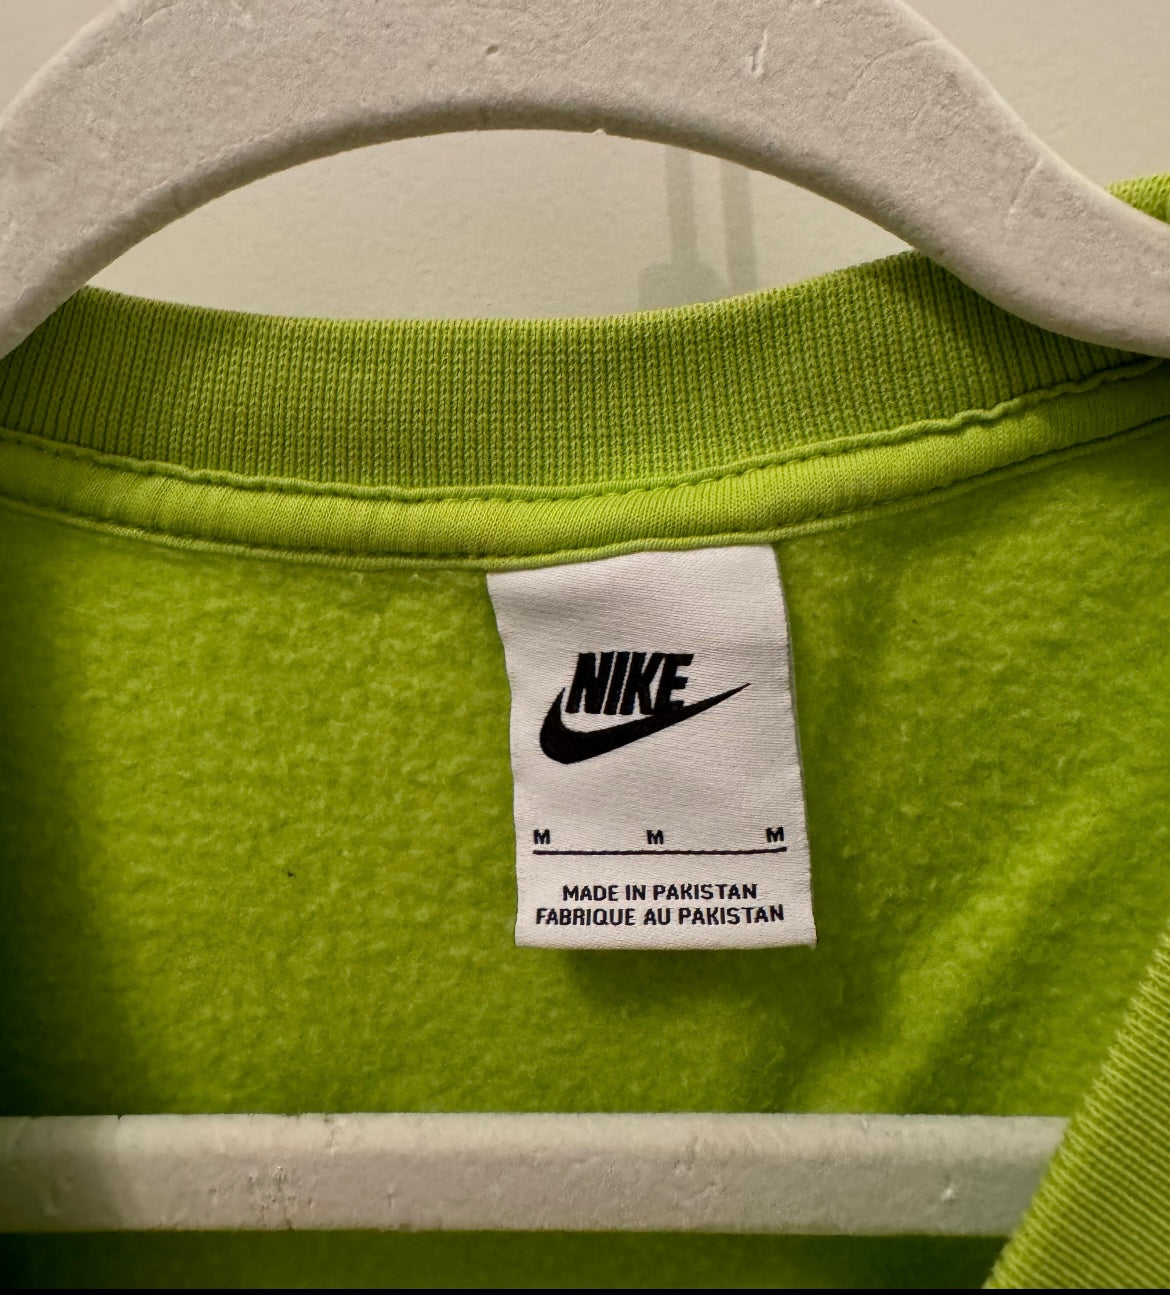 NIKE
M M M
MADE IN PAKISTAN
FABRIQUE AU PAKISTAN